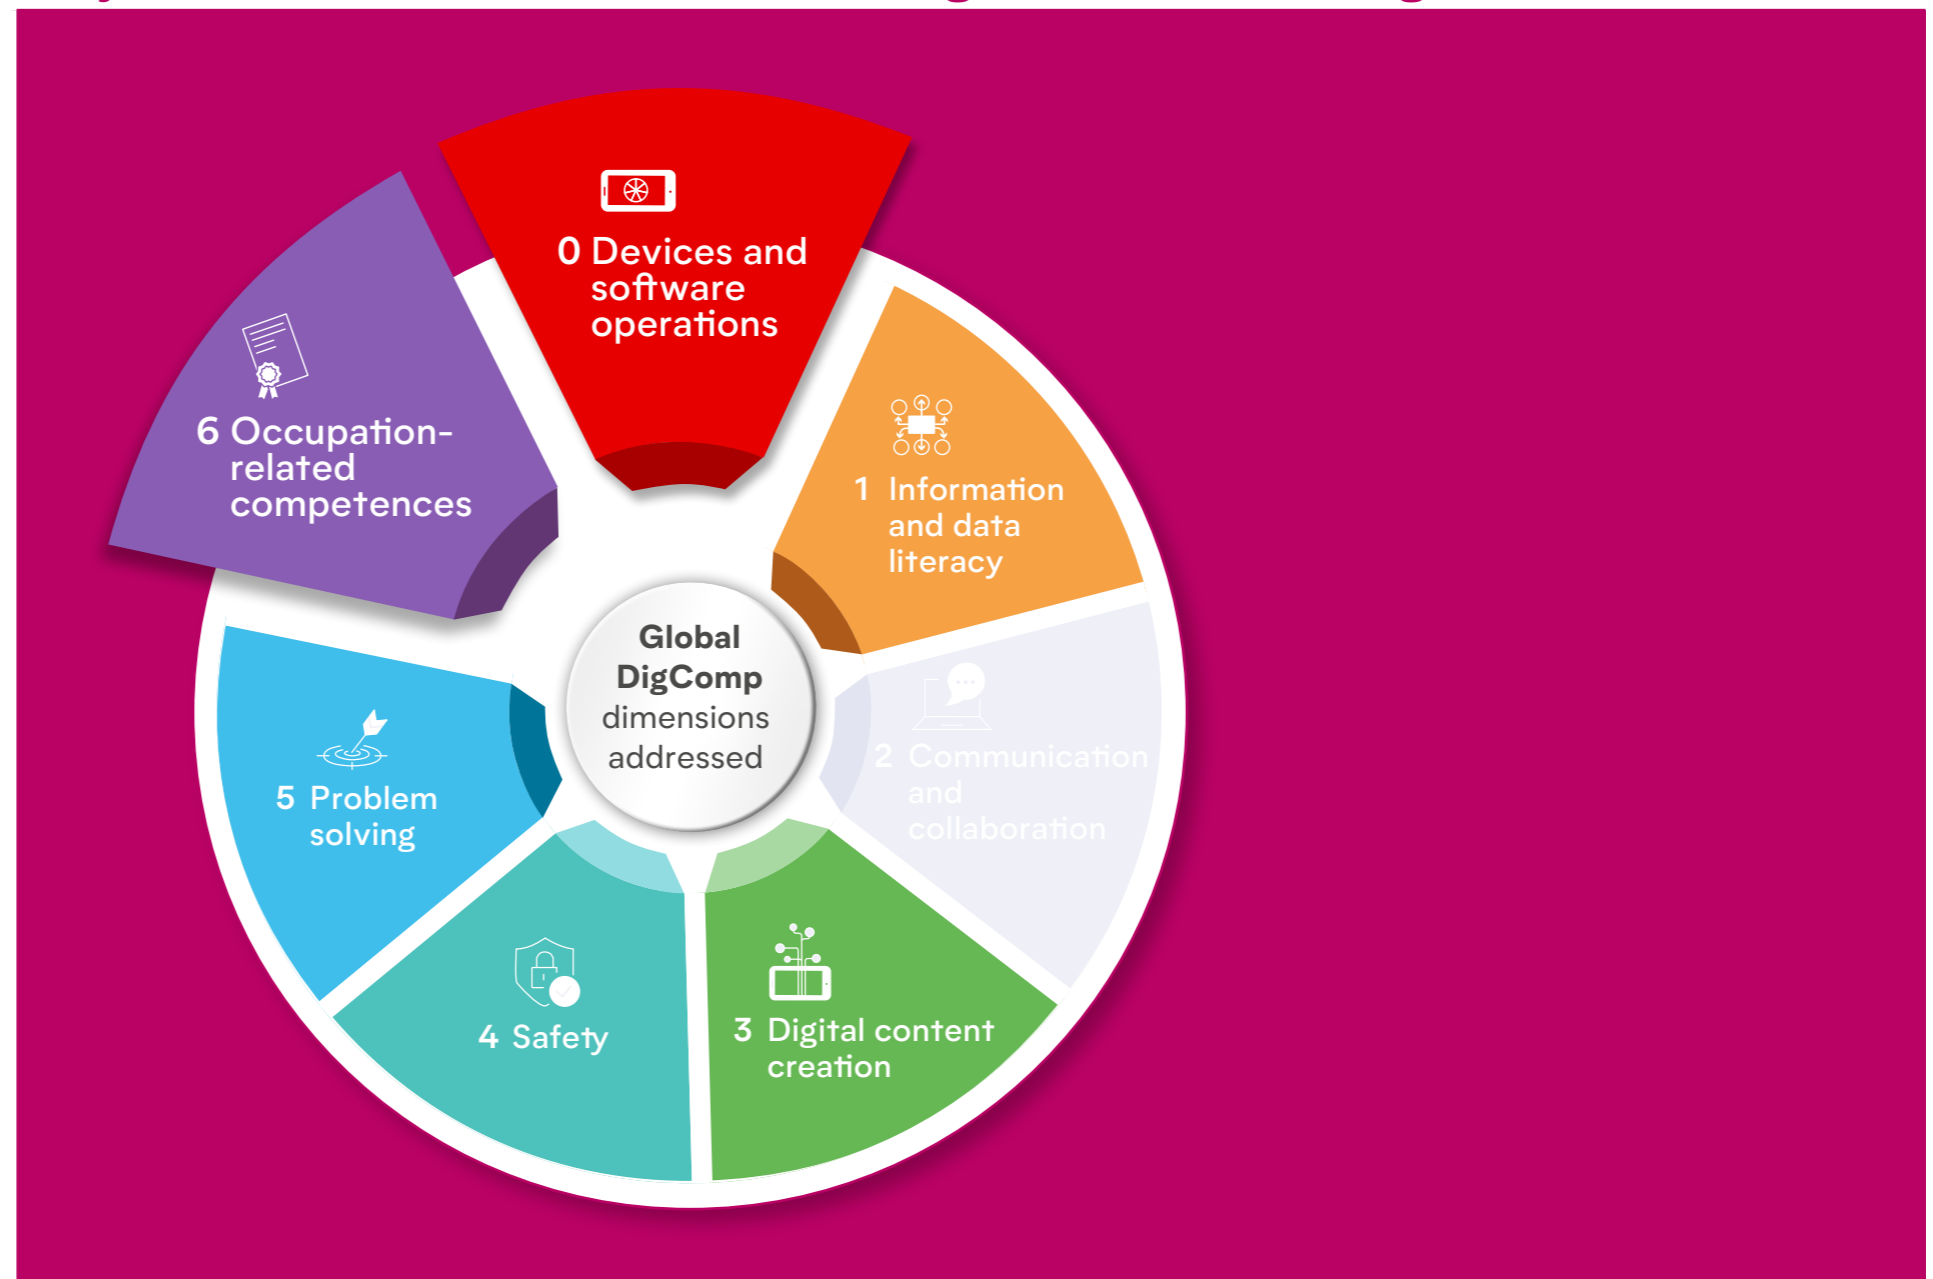 0 Devices and
software
operations
1 Information
and data
literacy
2 Communication
and
collaboration
3 Digital content
creation
4 Safety
5 Problem
solving
6 Occupation-
related
competences
Global
DigComp
dimensions
addressed